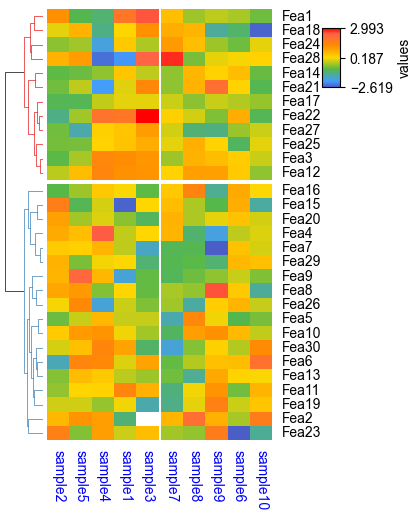 Fea1
Fea18
Fea24
Fea28
Fea14
Fea21
Fea17
Fea22
Fea27
Fea25
Fea3
Fea12
Fea16
Fea15
Fea20
Fea4
Fea7
Fea29
Fea9
Fea8
Fea26
Fea5
Fea10
Fea30
Fea6
Fea13
Fea11
Fea19
Fea2
Fea23
sample2
sample5
sample4
sample1
sample3
sample7
sample8
sample9
sample6
sample10
2.993
0.187
−2.619
values